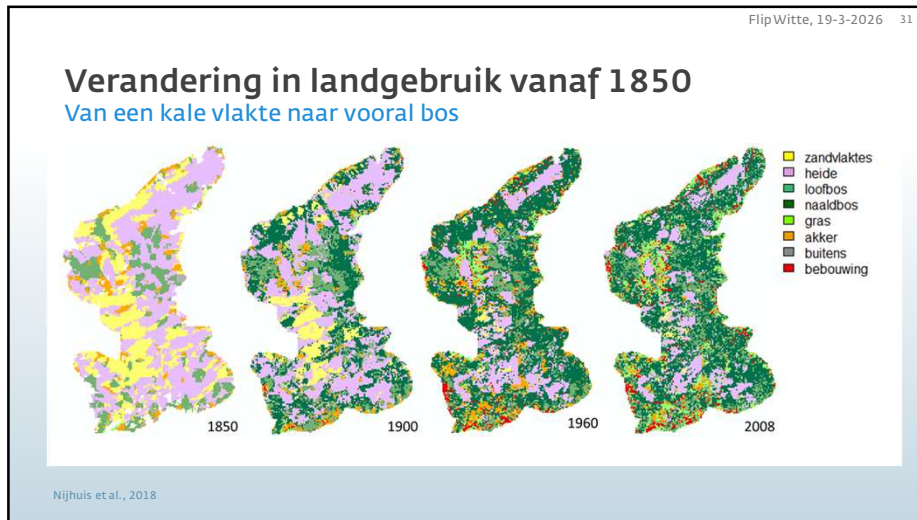 Flip Witte, 19-3-2026 31
Verandering in landgebruik vanaf 1850
Van een kale vlakte naar vooral bos
zandvlaktes
heide
loofbos
naaldbos
gras
akker
buitens
bebouwing
1850
1900
1960
2008
Nijhuis et al., 2018